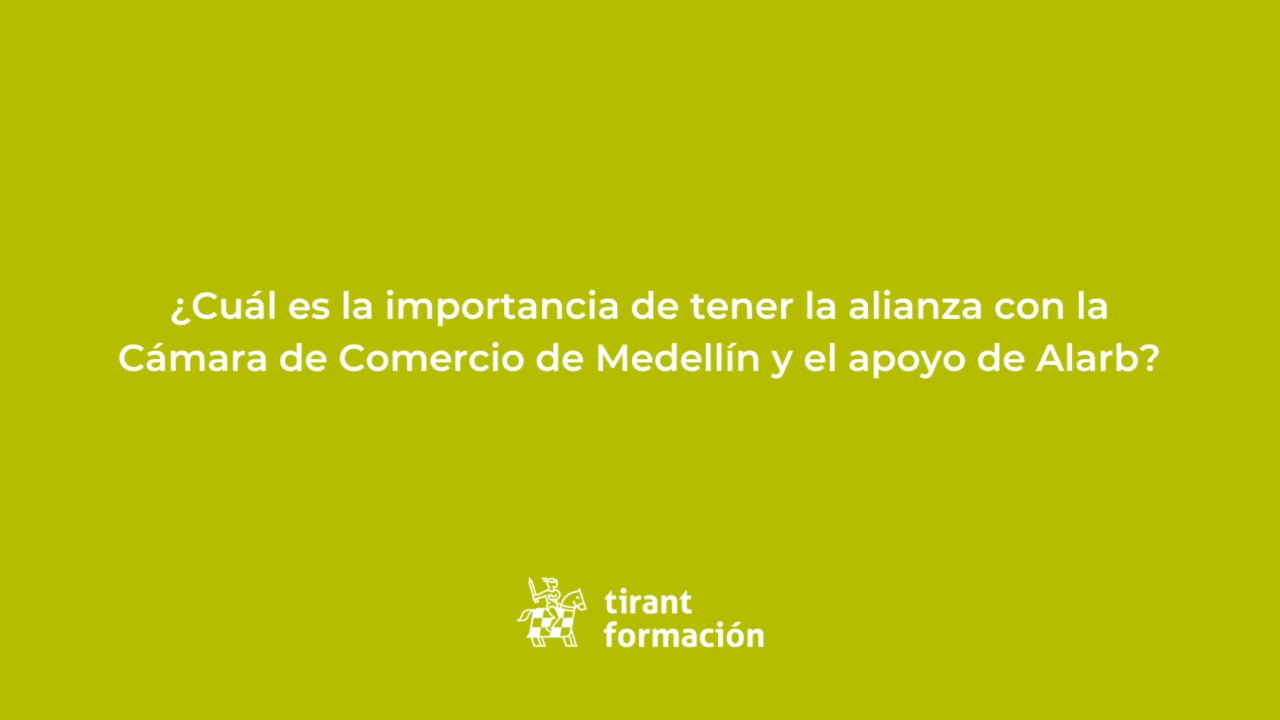 ¿Cuál es la importancia de tener la alianza con la
Cámara de Comercio de Medellín y el apoyo de Alarb?
tirant
formación